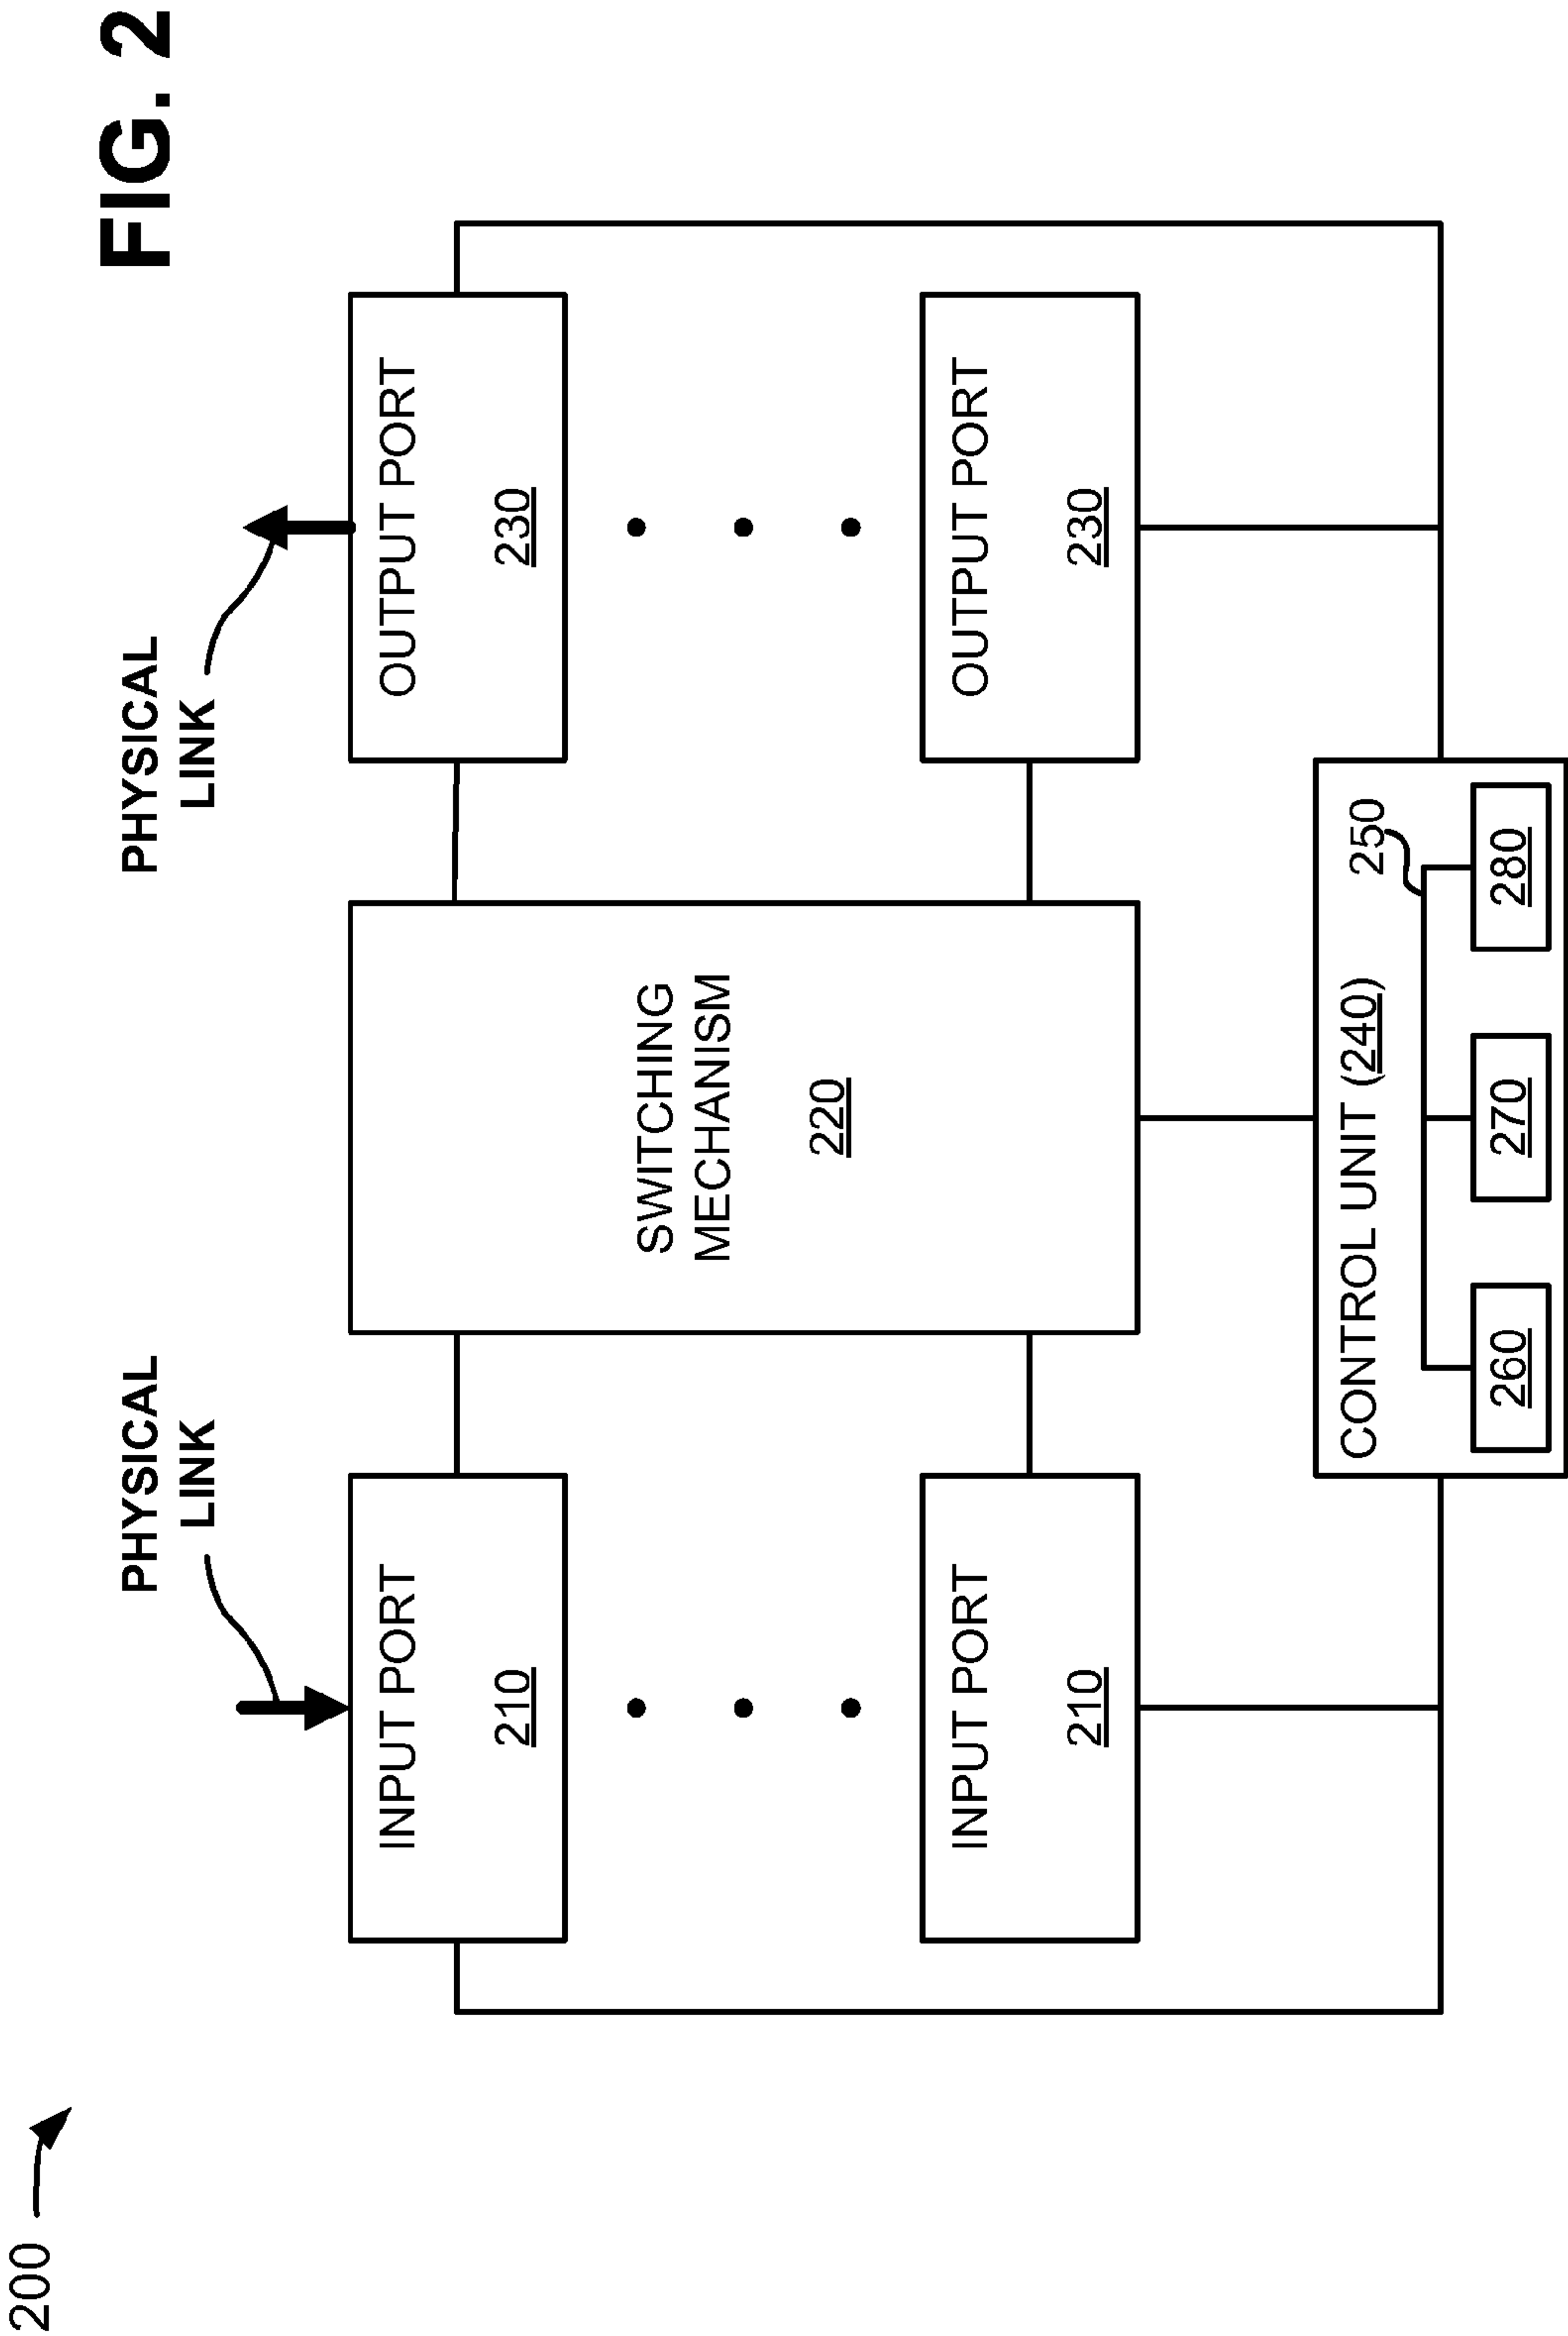 FIG. 2
200
PHYSICAL
LINK
PHYSICAL
LINK
INPUT PORT
210
OUTPUT PORT
230
SWITCHING
MECHANISM
220
INPUT PORT
210
OUTPUT PORT
230
CONTROL UNIT (240)
250
260
270
280